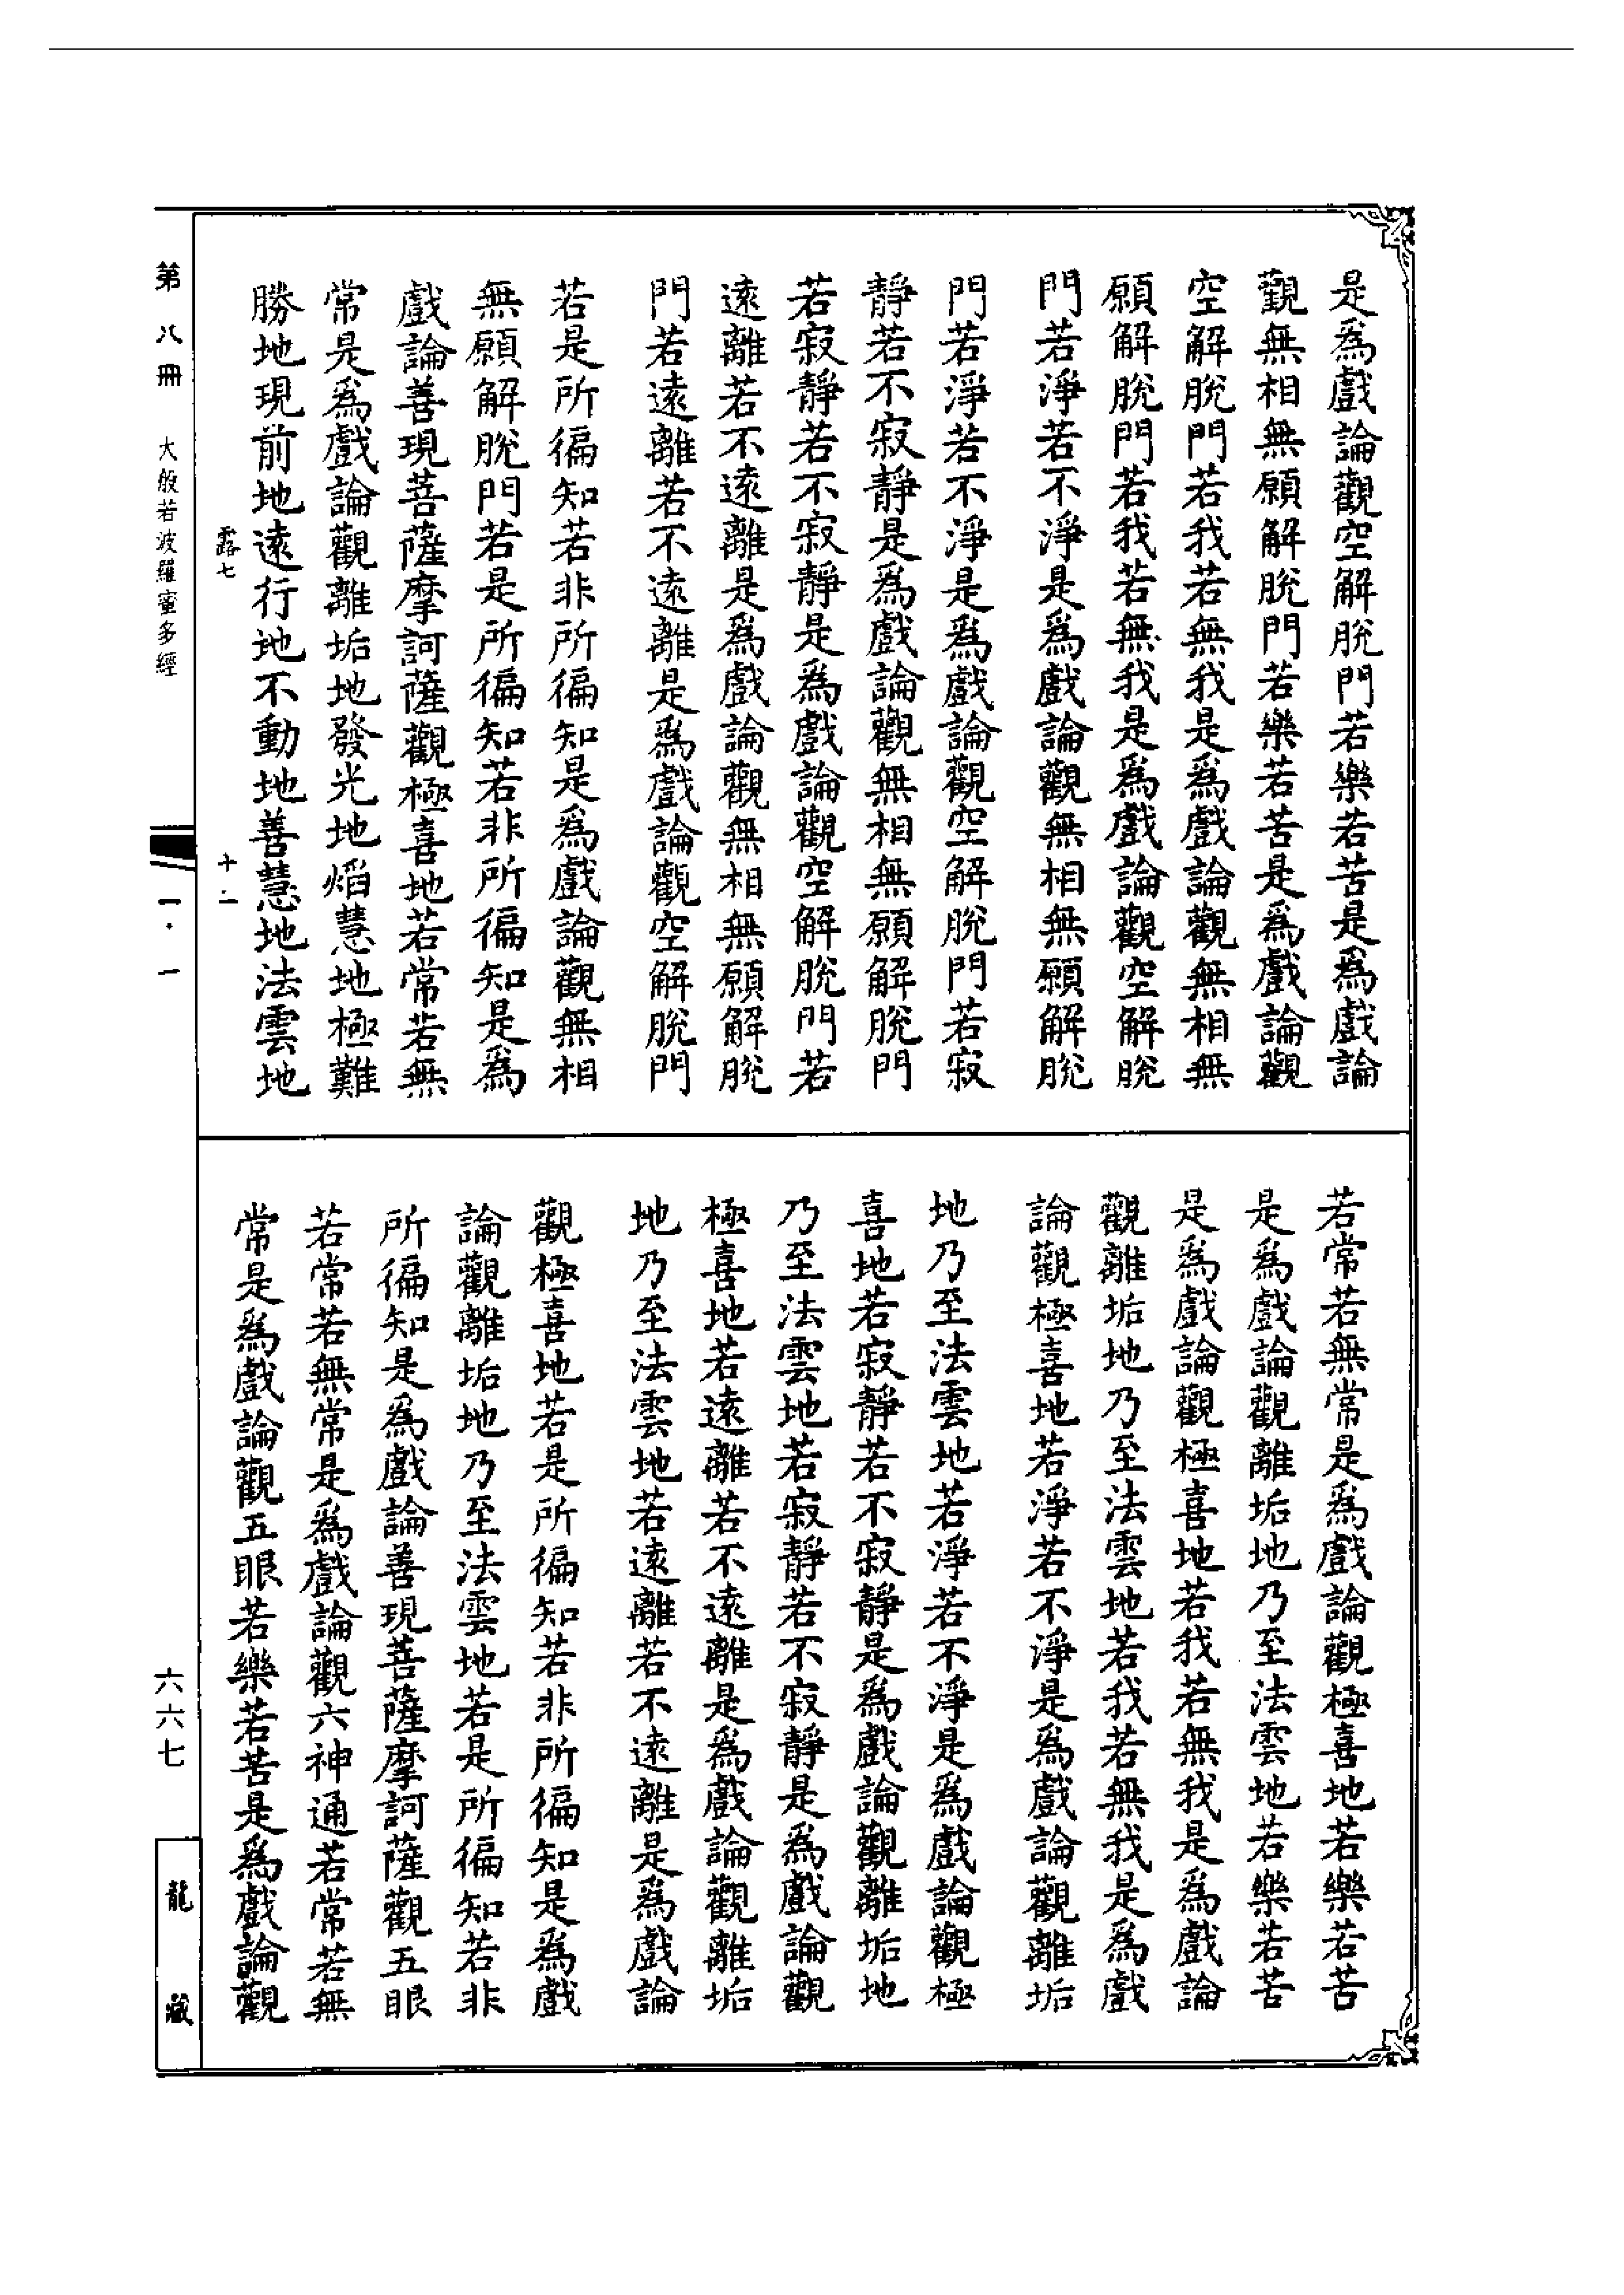 是爲戲論觀空解脫門若樂若苦是爲戲論
觀無相無願解脫門若樂若苦是爲戲論觀
空解脫門若我若無我是爲戲論觀無相無
願解脫門若我若無我是爲戲論觀空解脫
門若淨若不淨是爲戲論觀無相無願解脫
門若淨若不淨是爲戲論觀空解脫門若寂
靜若不寂靜是爲戲論觀無相無願解脫門
若寂靜若不寂靜是爲戲論觀空解脫門若
遠離若不遠離是爲戲論觀無相無願解脫
門若遠離若不遠離是爲戲論觀空解脫門
若是所徧知若非所徧知是爲戲論觀無相
無願解脫門若是所徧知若非所徧知是爲
戲論善現菩薩摩訶薩觀極喜地若常若無
常是爲戲論觀離垢地發光地焰慧地極難
勝地現前地遠行地不動地善慧地法雲地
露七 十二
若常若無常是爲戲論觀極喜地若樂若苦
是爲戲論觀離垢地乃至法雲地若樂若苦
是爲戲論觀極喜地若我若無我是爲戲論
觀離垢地乃至法雲地若我若無我是爲戲
論觀極喜地若淨若不淨是爲戲論觀離垢
地乃至法雲地若淨若不淨是爲戲論觀極
喜地若寂靜若不寂靜是爲戲論觀離垢地
乃至法雲地若寂靜若不寂靜是爲戲論觀
極喜地若遠離若不遠離是爲戲論觀離垢
地乃至法雲地若遠離若不遠離是爲戲論
觀極喜地若是所徧知若非所徧知是爲戲
論觀離垢地乃至法雲地若是所徧知若非
所徧知是爲戲論善現菩薩摩訶薩觀五眼
若常若無常是爲戲論觀六神通若常若無
常是爲戲論觀五眼若樂若苦是爲戲論觀
第八冊 大般若波羅蜜多經 一·一 六六七 龍藏